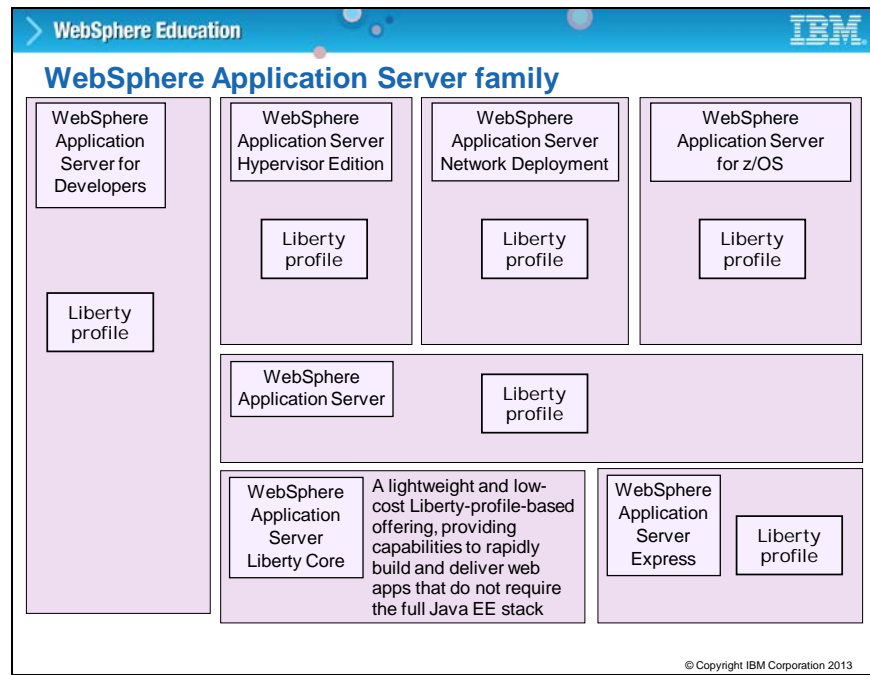 WebSphere Education
IBM.
WebSphere Application Server family
WebSphere
Application
Server for
Developers
Liberty
profile
WebSphere
Application Server
Hypervisor Edition
Liberty
profile
WebSphere
Application Server
Network Deployment
Liberty
profile
WebSphere
Application Server
for z/OS
Liberty
profile
WebSphere
Application Server
Liberty
profile
WebSphere
Application
Server
Liberty Core
A lightweight and low-
cost Liberty-profile-based
offering, providing
capabilities to rapidly
build and deliver web
apps that do not require
the full Java EE stack
WebSphere
Application
Server
Express
Liberty
profile
© Copyright IBM Corporation 2013